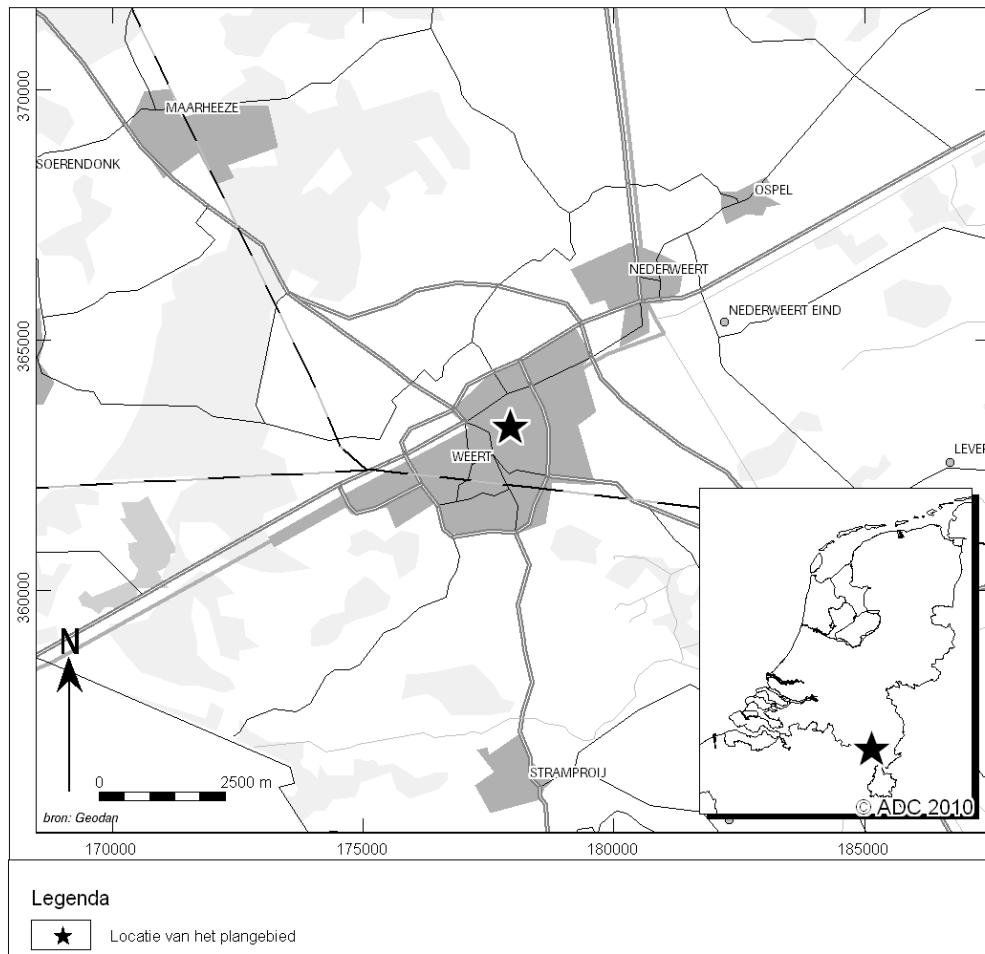 370000
365000
360000
MAARHEEZE
SOERENDONK
OSPEL
NEDERWEERT
NEDERWEERT EIND
WEERT
LEVER
STRAMPROIJ
N
0 2500 m
bron: Geodan
© ADC 2010
170000 175000 180000 185000
Legenda
Locatie van het plangebied